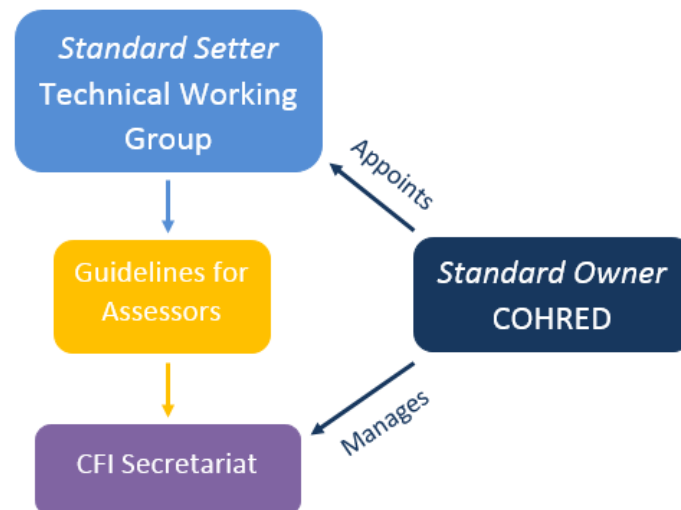 Standard Setter
Technical Working
Group
Appoints
Guidelines for
Assessors
Standard Owner
COHRED
Manages
CFI Secretariat